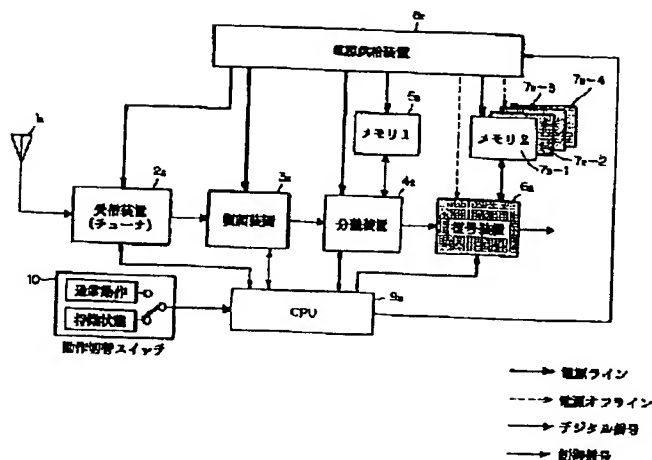 8a
電源供給装置
7a-3
7a-4
5a
メモリ1
メモリ2
7a-2
7a-1
1a
2a
受信装置
(チューナ)
3a
復調装置
4a
分離装置
6a
復号装置
10
通常動作
待機状態
動作切替スイッチ
CPU
9a
電源ライン
電源オフライン
デジタル信号
制御信号